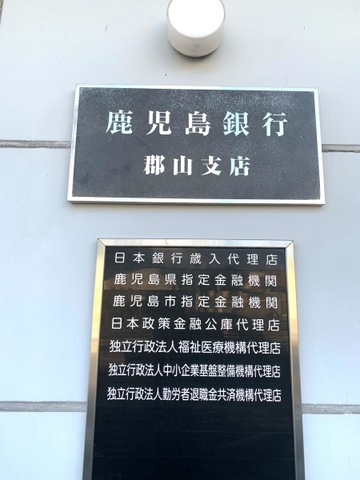 鹿児島銀行
郡山支店
日本銀行歳入代理店
鹿児島県指定金融機関
鹿児島市指定金融機関
日本政策金融公庫代理店
独立行政法人福祉医療機構代理店
独立行政法人中小企業基盤整備機構代理店
独立行政法人勤労者退職金共済機構代理店